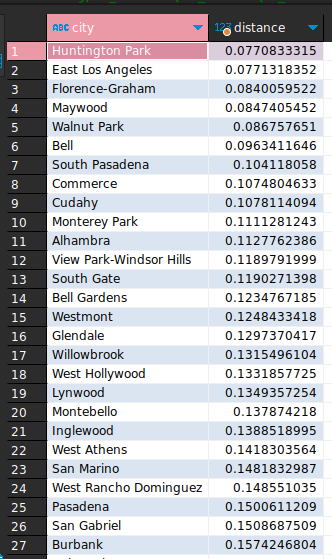 ABC city 123 distance
1 Huntington Park 0.0770833315
2 East Los Angeles 0.0771318352
3 Florence-Graham 0.0840059522
4 Maywood 0.0847405452
5 Walnut Park 0.086757651
6 Bell 0.0963411646
7 South Pasadena 0.104118058
8 Commerce 0.1074804633
9 Cudahy 0.1078114094
10 Monterey Park 0.1111281243
11 Alhambra 0.1127762386
12 View Park-Windsor Hills 0.1189791999
13 South Gate 0.1190271398
14 Bell Gardens 0.1234767185
15 Westmont 0.1248433418
16 Glendale 0.1297370417
17 Willowbrook 0.1315496104
18 West Hollywood 0.1331857725
19 Lynwood 0.1349357254
20 Montebello 0.137874218
21 Inglewood 0.1388518995
22 West Athens 0.1418303564
23 San Marino 0.1481832987
24 West Rancho Dominguez 0.148551035
25 Pasadena 0.1500611209
26 San Gabriel 0.1508687509
27 Burbank 0.1574246804